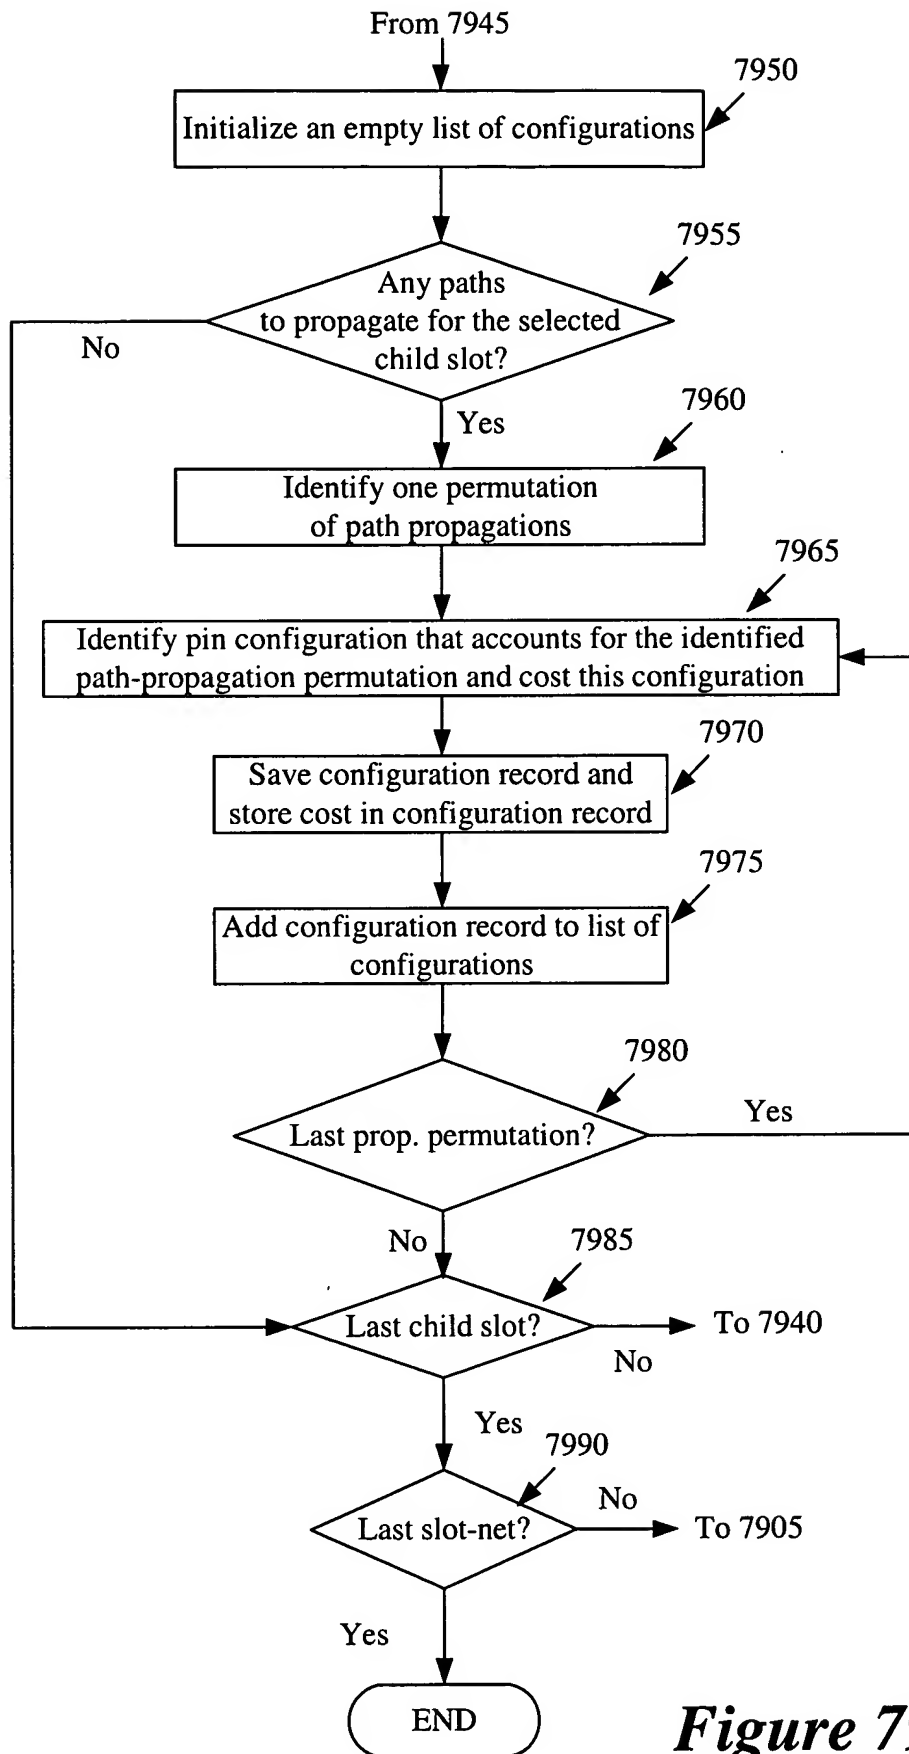 From 7945
7950
Initialize an empty list of configurations
7955
Any paths
to propagate for the selected
child slot?
No
Yes
7960
Identify one permutation
of path propagations
7965
Identify pin configuration that accounts for the identified
path-propagation permutation and cost this configuration
7970
Save configuration record and
store cost in configuration record
7975
Add configuration record to list of
configurations
7980
Last prop. permutation?
Yes
No
7985
Last child slot?
To 7940
No
Yes
7990
Last slot-net?
No
To 7905
Yes
END
Figure 7